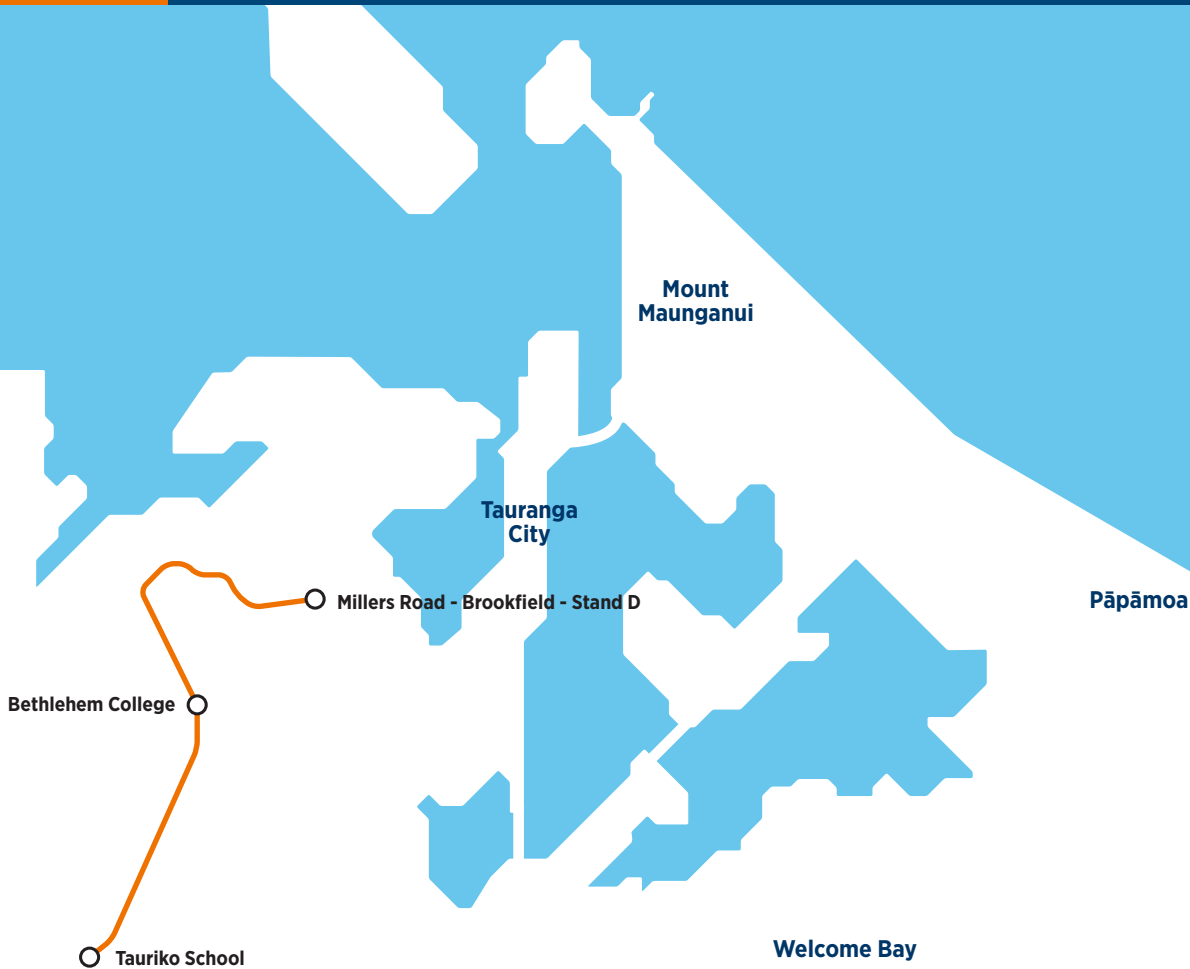 Mount
Maunganui
Tauranga
City
Millers Road - Brookfield - Stand D
Pāpāmoa
Bethlehem College
Welcome Bay
Tauriko School